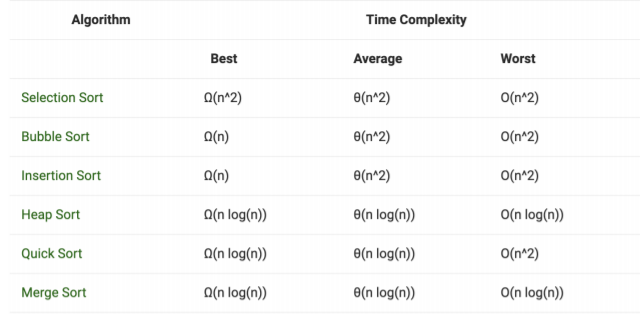 Algorithm Time Complexity
Best Average Worst
Selection Sort Ω(n^2) θ(n^2) O(n^2)
Bubble Sort Ω(n) θ(n^2) O(n^2)
Insertion Sort Ω(n) θ(n^2) O(n^2)
Heap Sort Ω(n log(n)) θ(n log(n)) O(n log(n))
Quick Sort Ω(n log(n)) θ(n log(n)) O(n^2)
Merge Sort Ω(n log(n)) θ(n log(n)) O(n log(n))